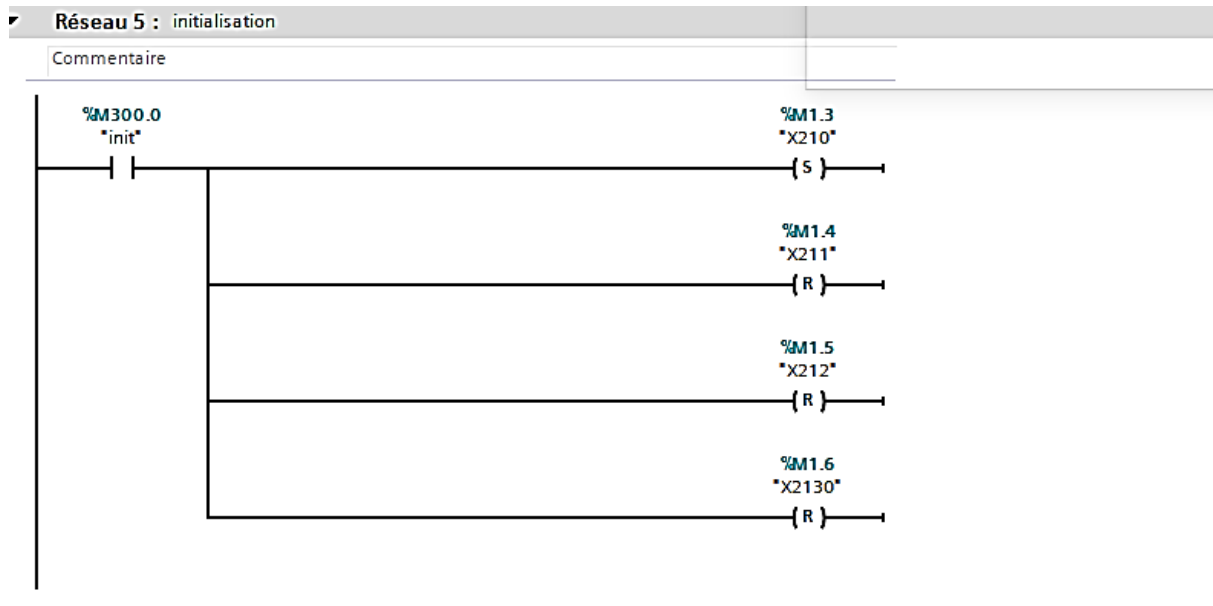 Réseau 5 : initialisation
Commentaire
%M300.0
"init"
%M1.3
"X210"
S
%M1.4
"X211"
R
%M1.5
"X212"
R
%M1.6
"X2130"
R